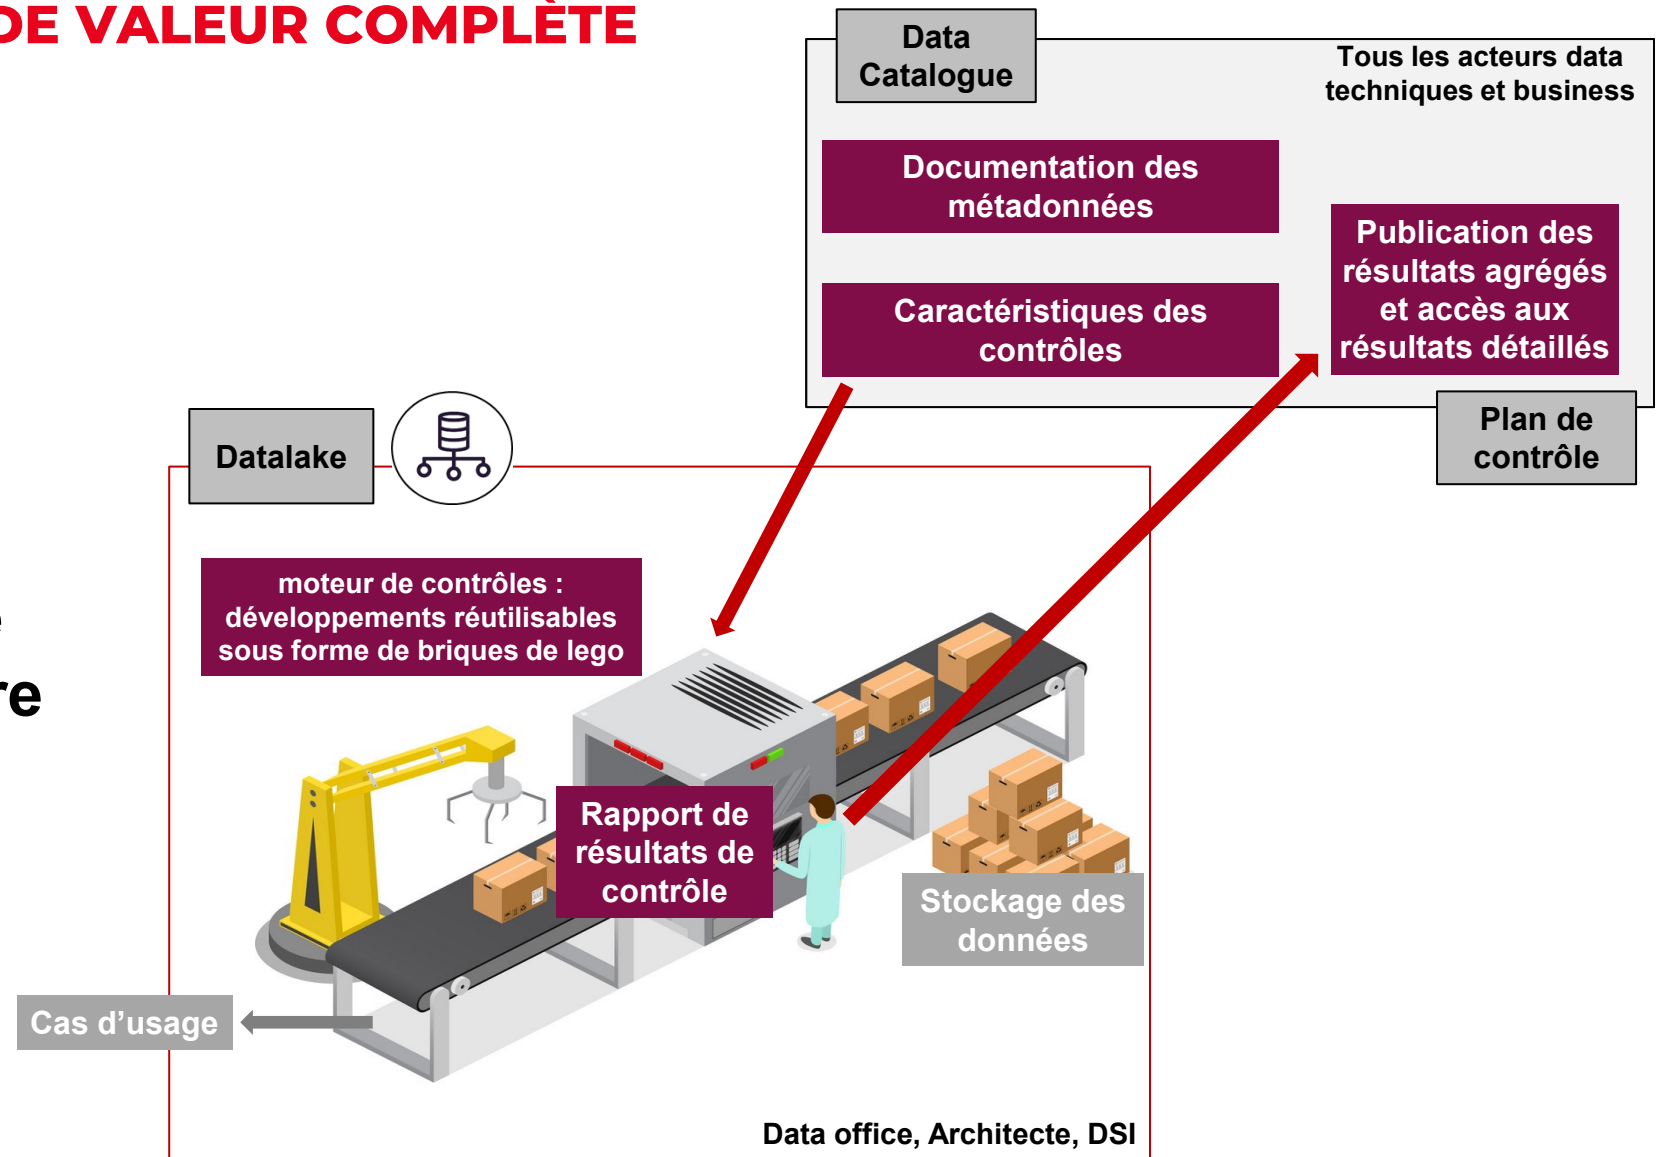 DE VALEUR COMPLÈTE
Data
Catalogue
Tous les acteurs data
techniques et business
Documentation des
métadonnées
Caractéristiques des
contrôles
Publication des
résultats agrégés
et accès aux
résultats détaillés
Plan de
contrôle
Datalake
moteur de contrôles :
développements réutilisables
sous forme de briques de lego
re
Rapport de
résultats de
contrôle
Stockage des
données
Cas d’usage
Data office, Architecte, DSI